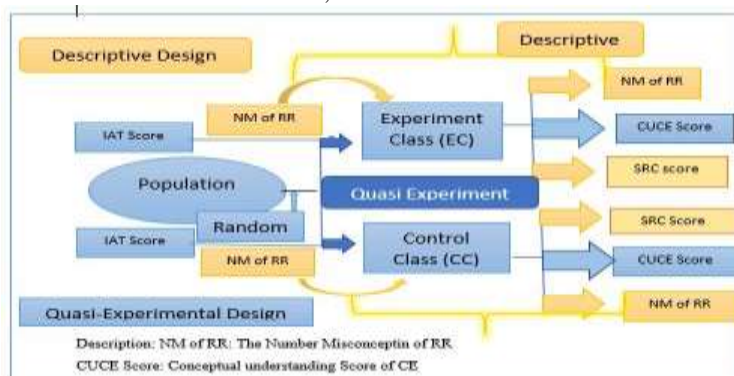 Descriptive Design
Descriptive
NM of RR
NM of RR
IAT Score
Experiment
Class (EC)
CUCE Score
SRC score
Population
Quasi Experiment
SRC Score
Random
IAT Score
Control
Class (CC)
CUCE Score
NM of RR
NM of RR
Quasi-Experimental Design
Description: NM of RR: The Number Misconceptin of RR
CUCE Score: Conceptual understanding Score of CE